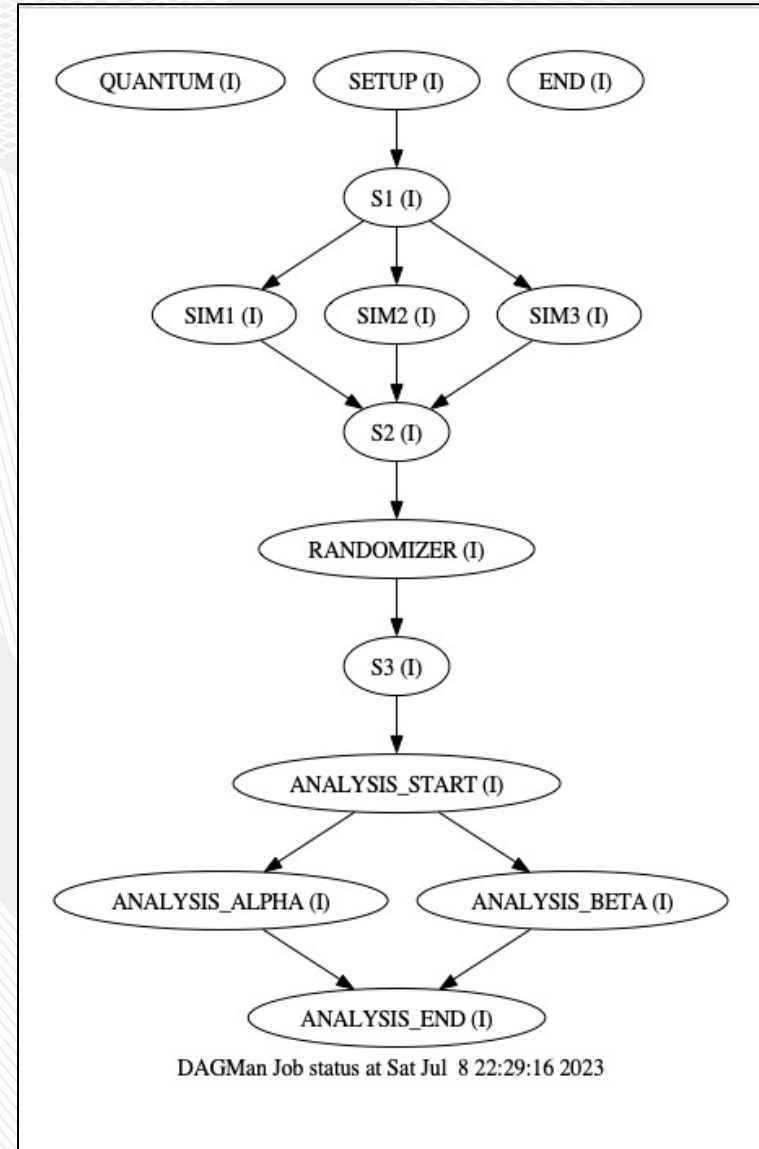 QUANTUM (I) SETUP (I) END (I)
S1 (I)
SIM1 (I) SIM2 (I) SIM3 (I)
S2 (I)
RANDOMIZER (I)
S3 (I)
ANALYSIS_START (I)
ANALYSIS_ALPHA (I) ANALYSIS_BETA (I)
ANALYSIS_END (I)
DAGMan Job status at Sat Jul  8 22:29:16 2023